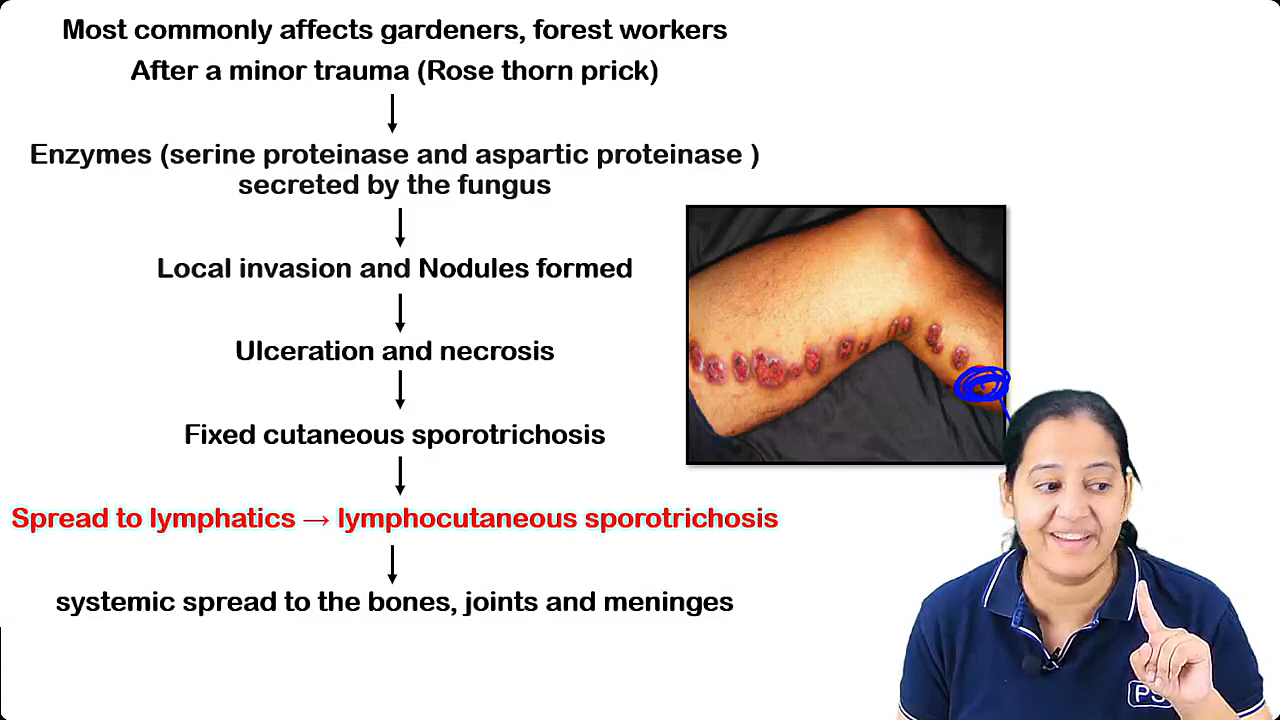 Most commonly affects gardeners, forest workers
After a minor trauma (Rose thorn prick)
Enzymes (serine proteinase and aspartic proteinase )
secreted by the fungus
Local invasion and Nodules formed
Ulceration and necrosis
Fixed cutaneous sporotrichosis
Spread to lymphatics → lymphocutaneous sporotrichosis
systemic spread to the bones, joints and meninges